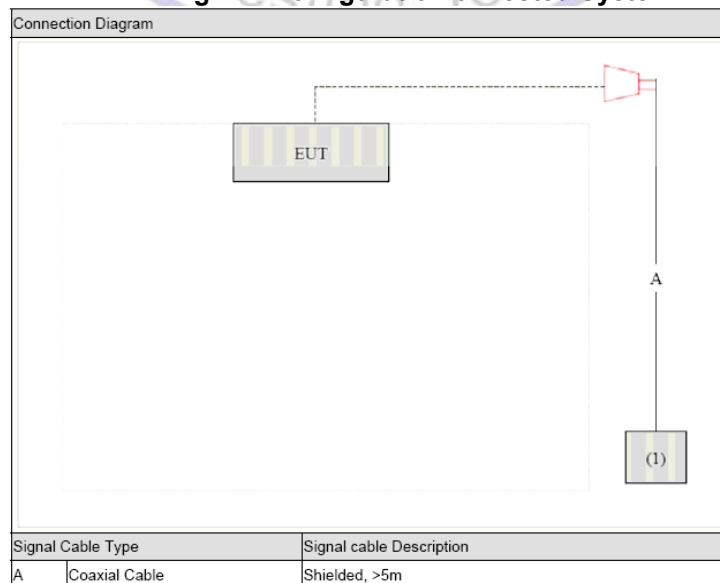 Connection Diagram
EUT
A
(1)
Signal Cable Type Signal cable Description
A Coaxial Cable Shielded, >5m